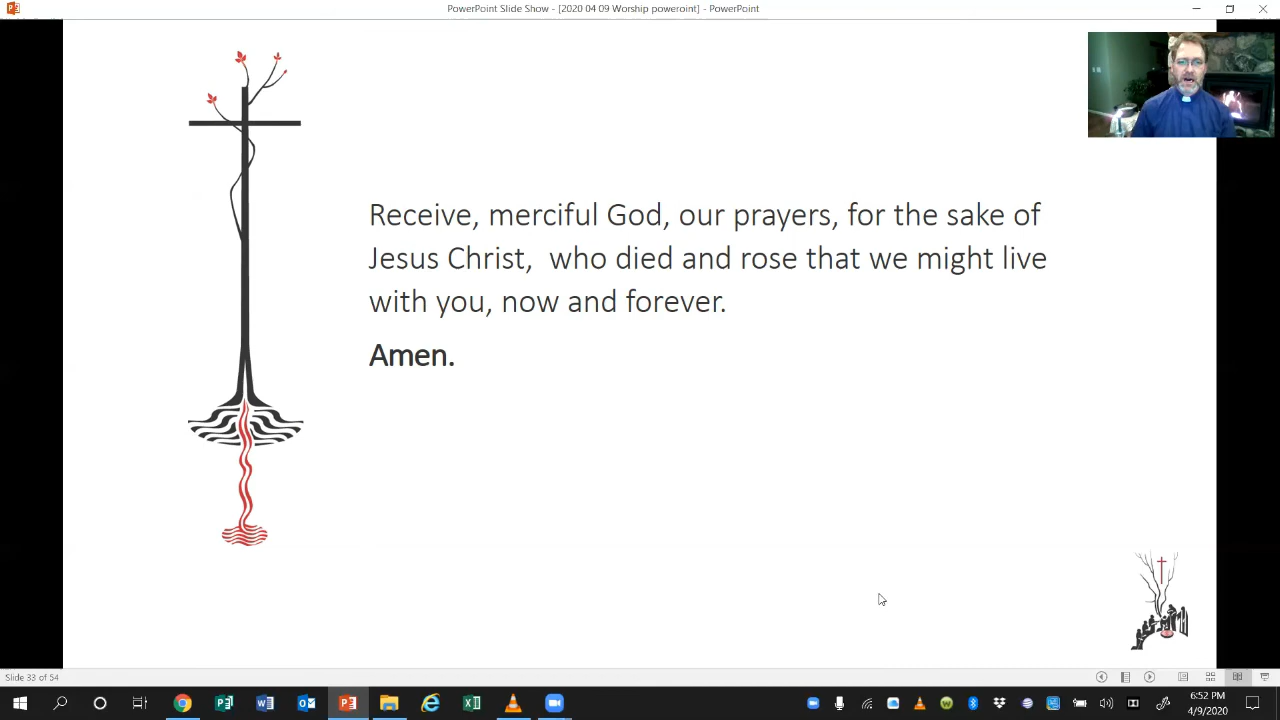 PowerPoint Slide Show - [2020 04 09 Worship poweroint] - PowerPoint
Receive, merciful God, our prayers, for the sake of
Jesus Christ,  who died and rose that we might live
with you, now and forever.
Amen.
Slide 33 of 54
6:52 PM
4/9/2020